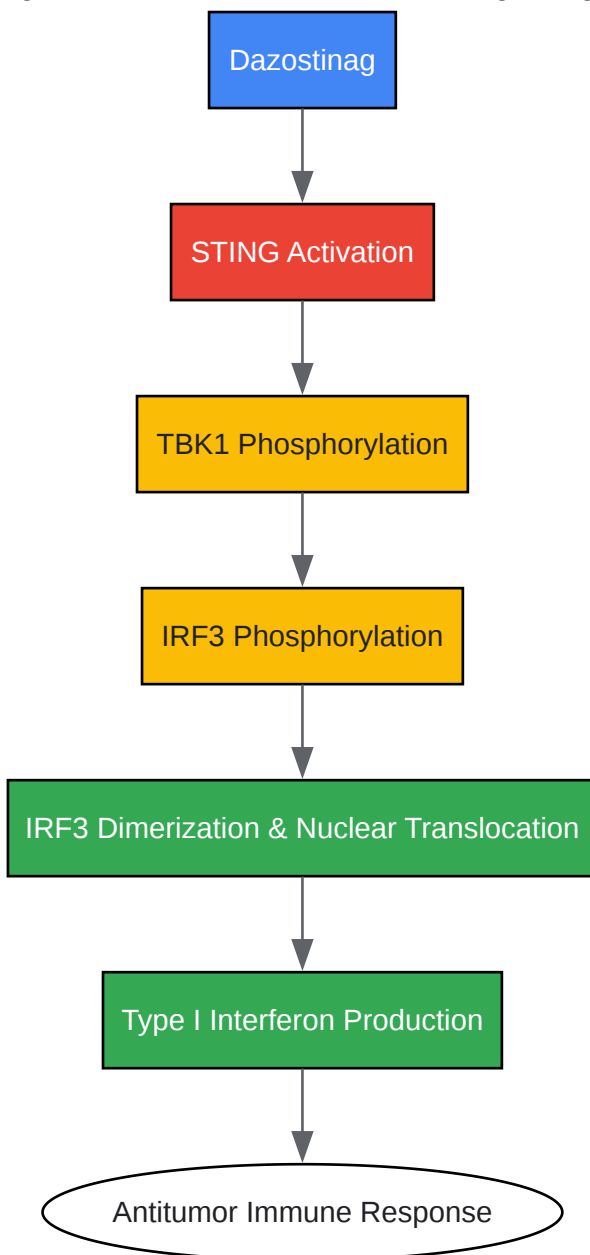 Dazostinag
STING Activation
TBK1 Phosphorylation
IRF3 Phosphorylation
IRF3 Dimerization & Nuclear Translocation
Type I Interferon Production
Antitumor Immune Response